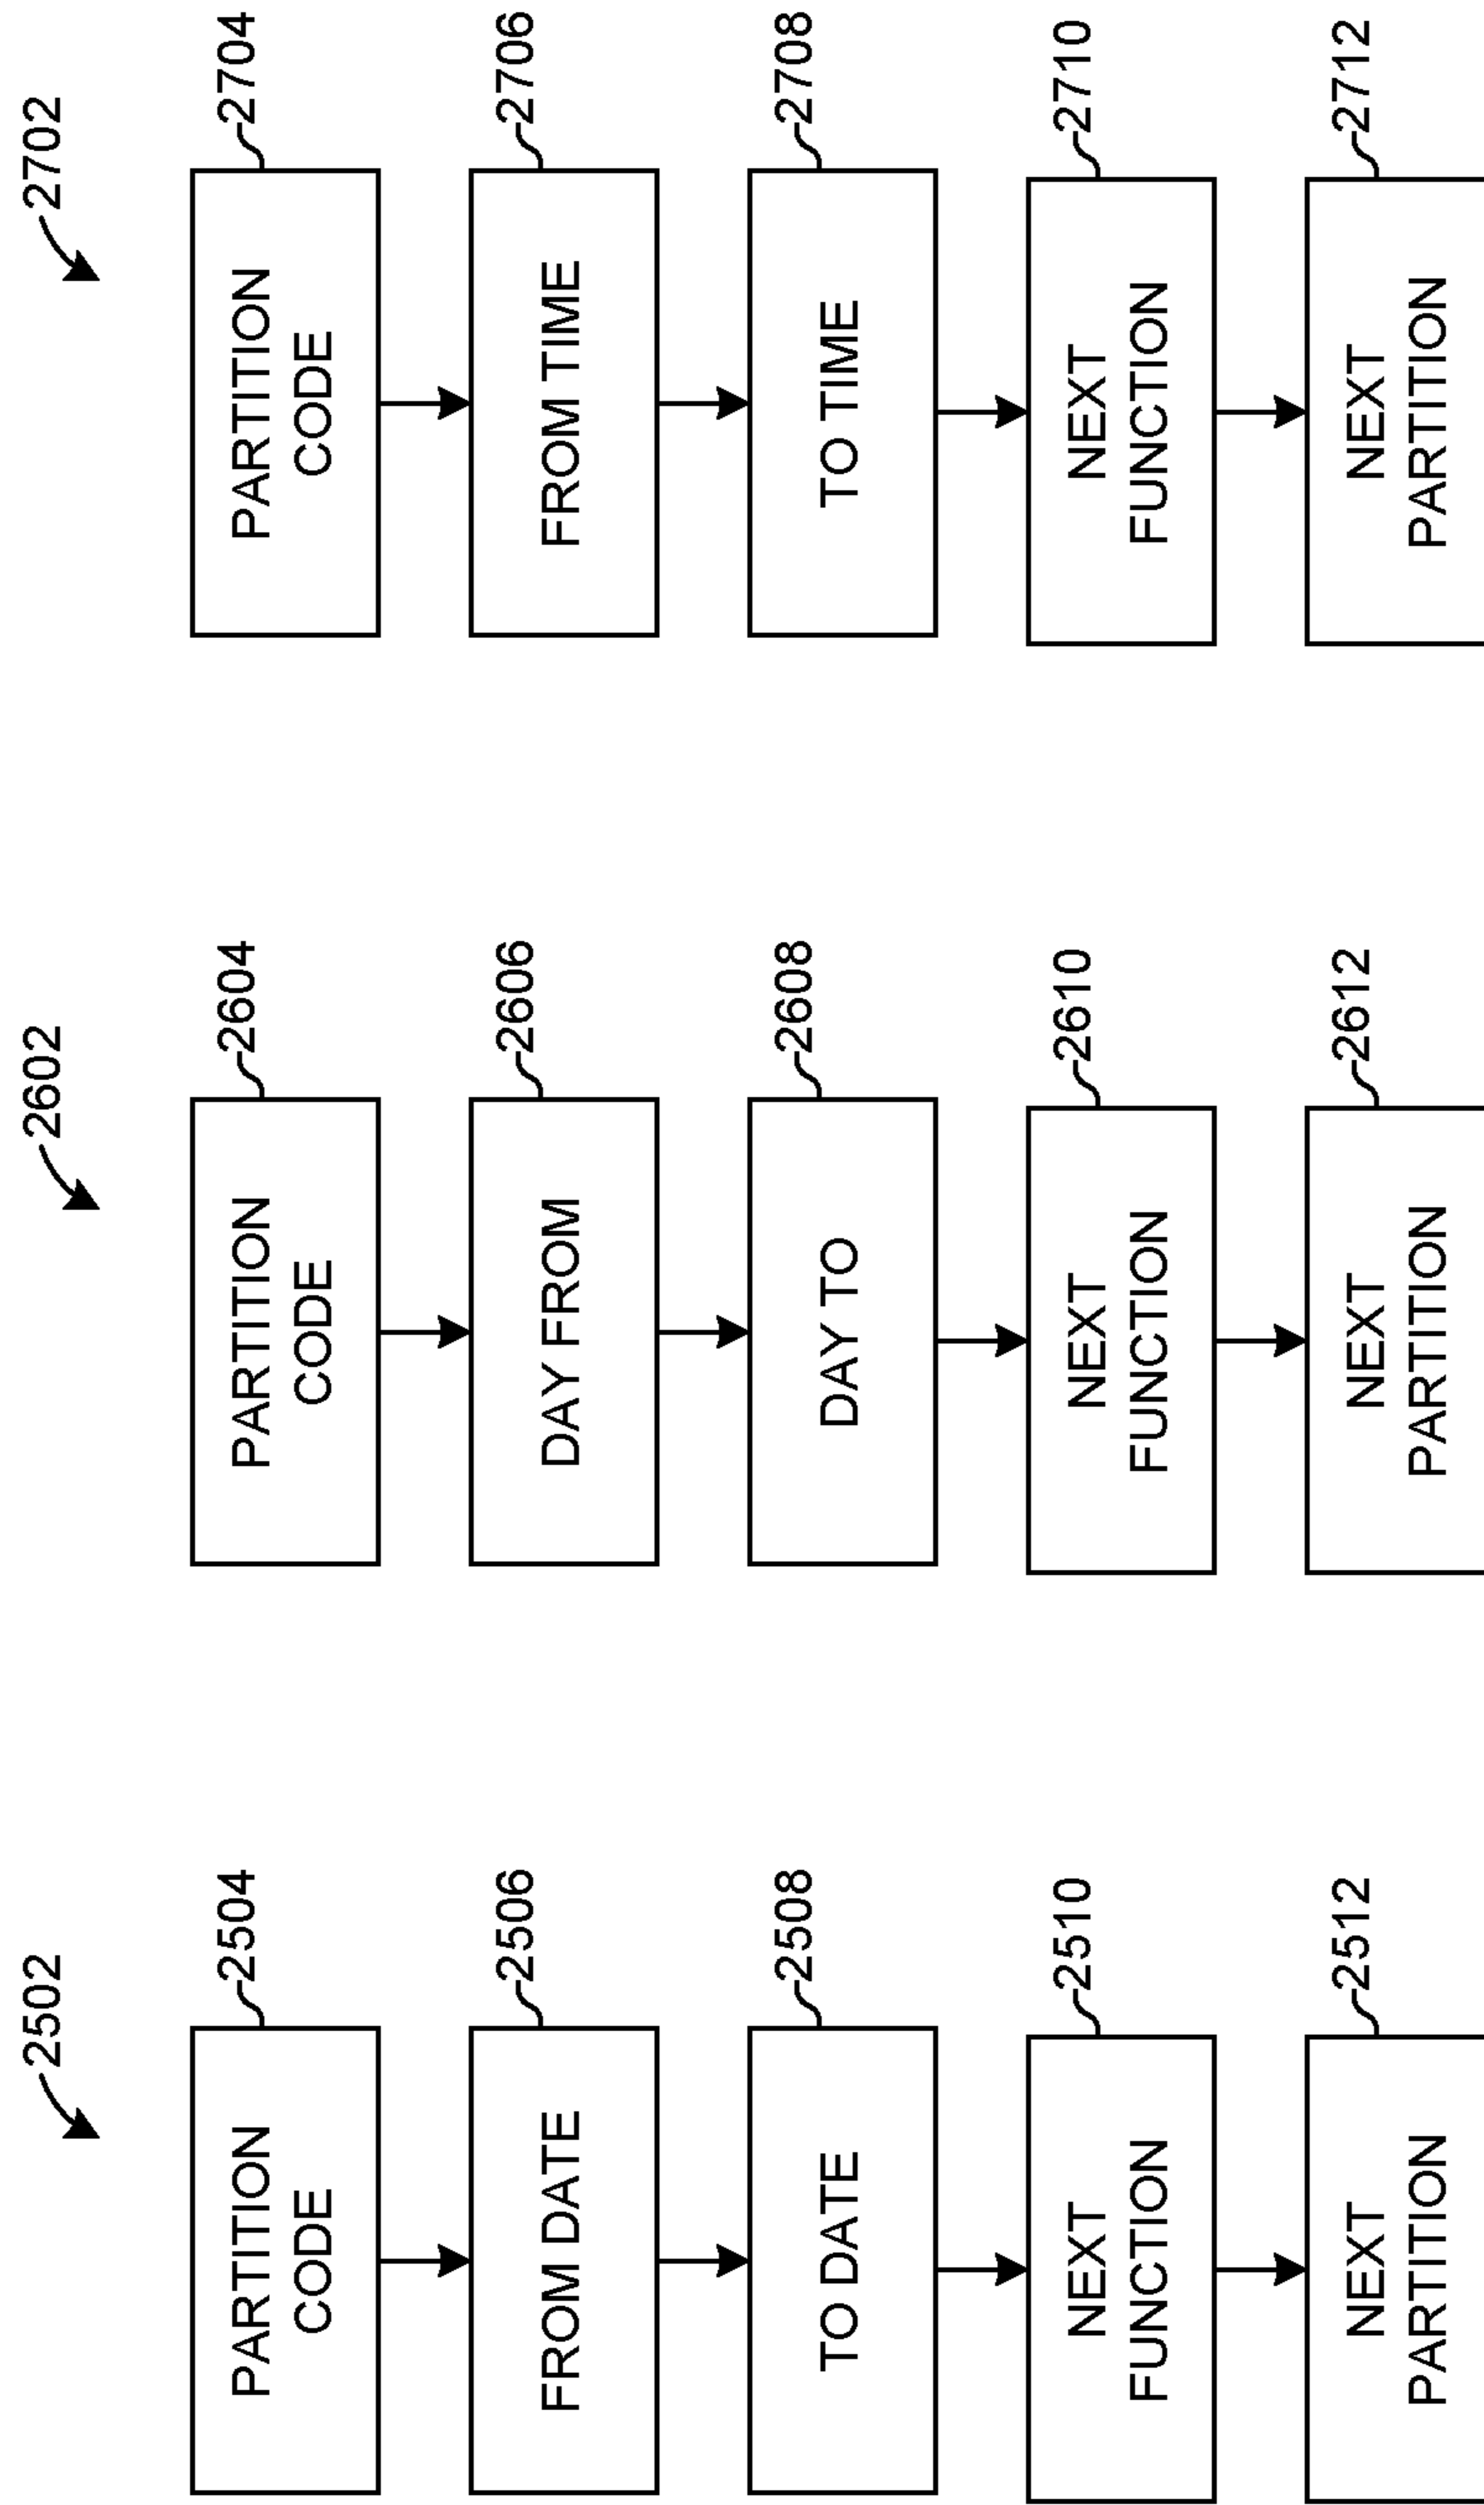 2502
PARTITION
CODE
2504
FROM DATE
2506
TO DATE
2508
NEXT
FUNCTION
2510
NEXT
PARTITION
2512
2602
PARTITION
CODE
2604
DAY FROM
2606
DAY TO
2608
NEXT
FUNCTION
2610
NEXT
PARTITION
2612
2702
PARTITION
CODE
2704
FROM TIME
2706
TO TIME
2708
NEXT
FUNCTION
2710
NEXT
PARTITION
2712